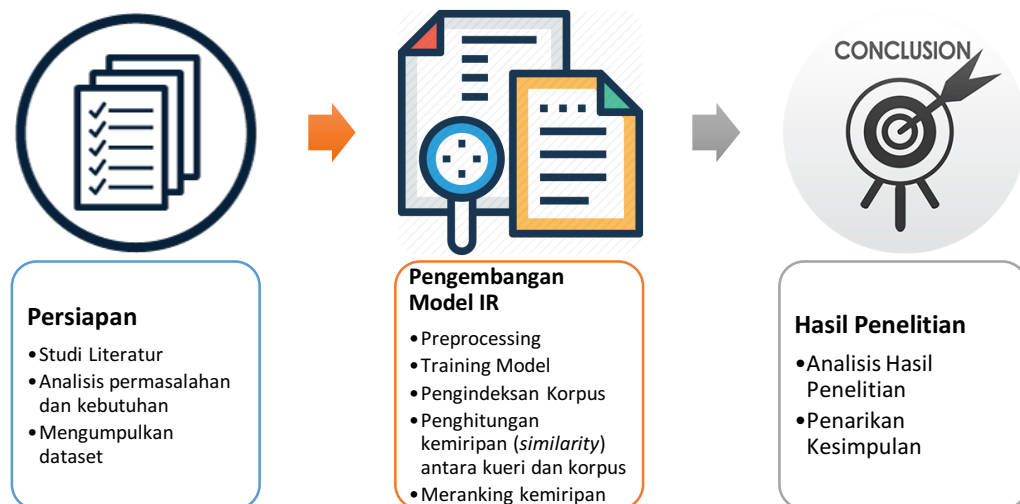 CONCLUSION
Persiapan
•Studi Literatur
•Analisis permasalahan
dan kebutuhan
•Mengumpulkan
dataset
Pengembangan
Model IR
•Preprocessing
•Training Model
•Pengindeksan Korpus
•Penghitungan
kemiripan (similarity)
antara kueri dan korpus
•Meranking kemiripan
Hasil Penelitian
•Analisis Hasil
Penelitian
•Penarikan
Kesimpulan